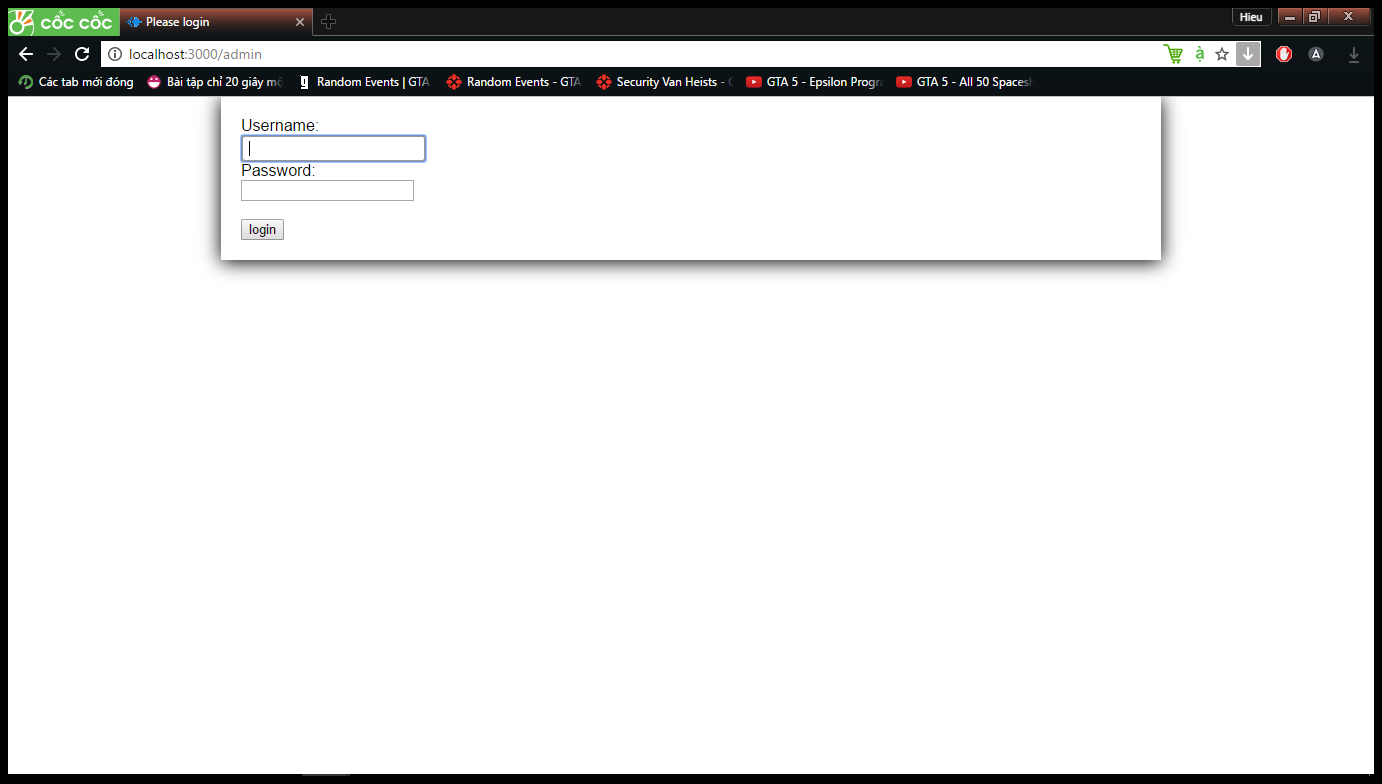 cốc cốc Please login Hieu
localhost:3000/admin
Các tab mới đóng Bài tập chỉ 20 giây mỗ Random Events | GTA Random Events - GTA Security Van Heists - GTA 5 - Epsilon Progra GTA 5 - All 50 Spaces
Username:
Password:
login